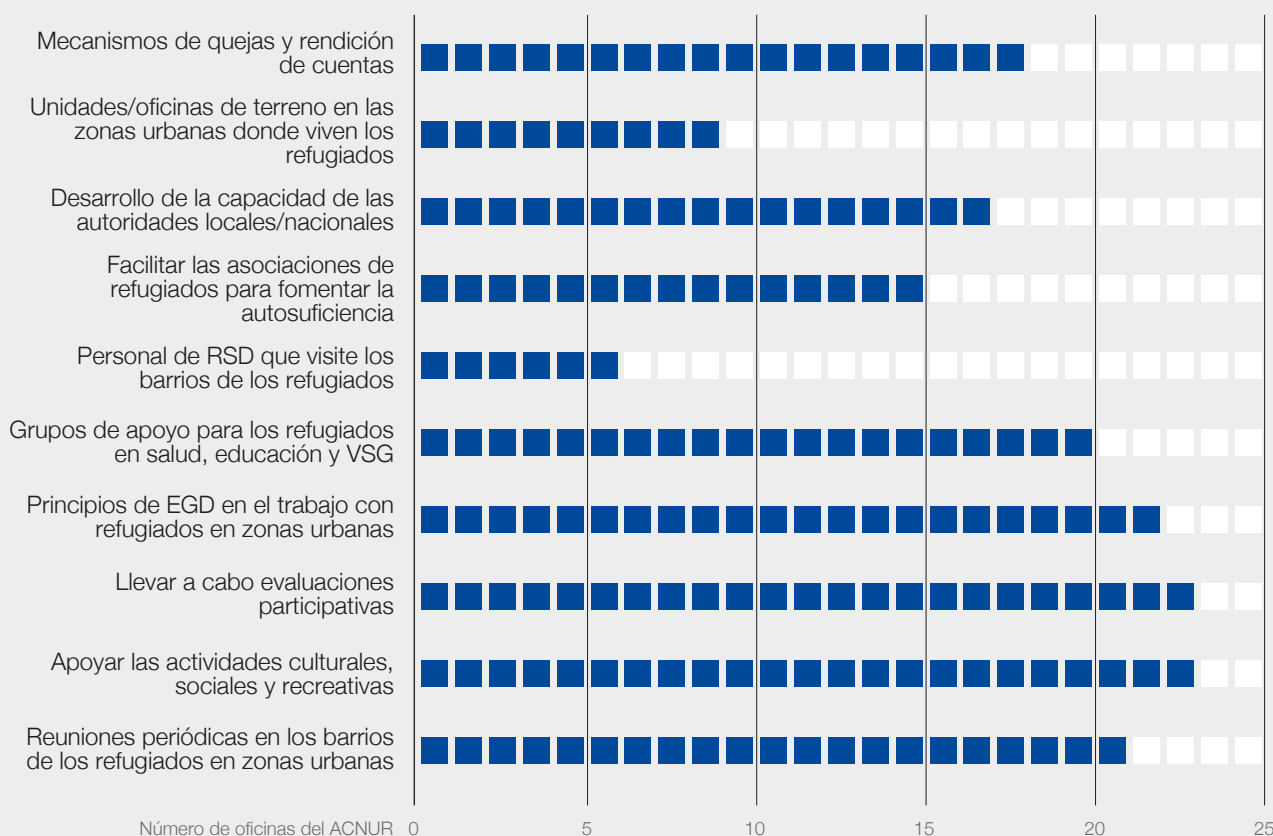 Mecanismos de quejas y rendición
de cuentas
Unidades/oficinas de terreno en las
zonas urbanas donde viven los
refugiados
Desarrollo de la capacidad de las
autoridades locales/nacionales
Facilitar las asociaciones de
refugiados para fomentar la
autosuficiencia
Personal de RSD que visite los
barrios de los refugiados
Grupos de apoyo para los refugiados
en salud, educación y VSG
Principios de EGD en el trabajo con
refugiados en zonas urbanas
Llevar a cabo evaluaciones
participativas
Apoyar las actividades culturales,
sociales y recreativas
Reuniones periódicas en los barrios
de los refugiados en zonas urbanas
Número de oficinas del ACNUR 0 5 10 15 20 25